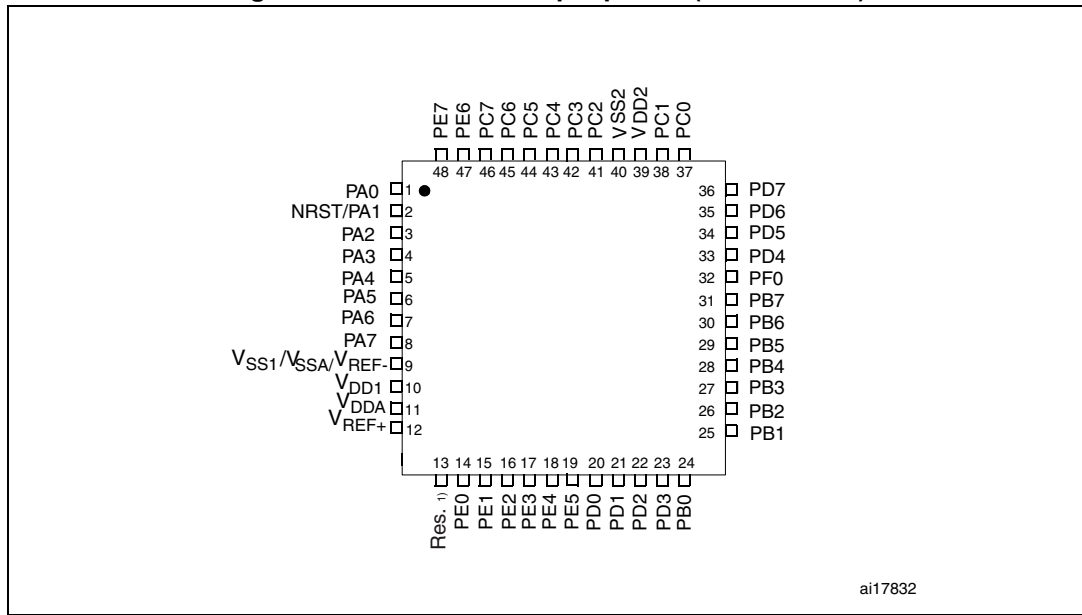 PE7
PE6
PC7
PC6
PC5
PC4
PC3
PC2
VSS2
VDD2
PC1
PC0
48 47 46 45 44 43 42 41 40 39 38 37
PA0 1
NRST/PA1 2
PA2 3
PA3 4
PA4 5
PA5 6
PA6 7
PA7 8
VSS1/VSSA/VREF- 9
VDD1 10
VDDA 11
VREF+ 12
36 PD7
35 PD6
34 PD5
33 PD4
32 PF0
31 PB7
30 PB6
29 PB5
28 PB4
27 PB3
26 PB2
25 PB1
13 14 15 16 17 18 19 20 21 22 23 24
Res. 1)
PE0
PE1
PE2
PE3
PE4
PE5
PD0
PD1
PD2
PD3
PB0
ai17832